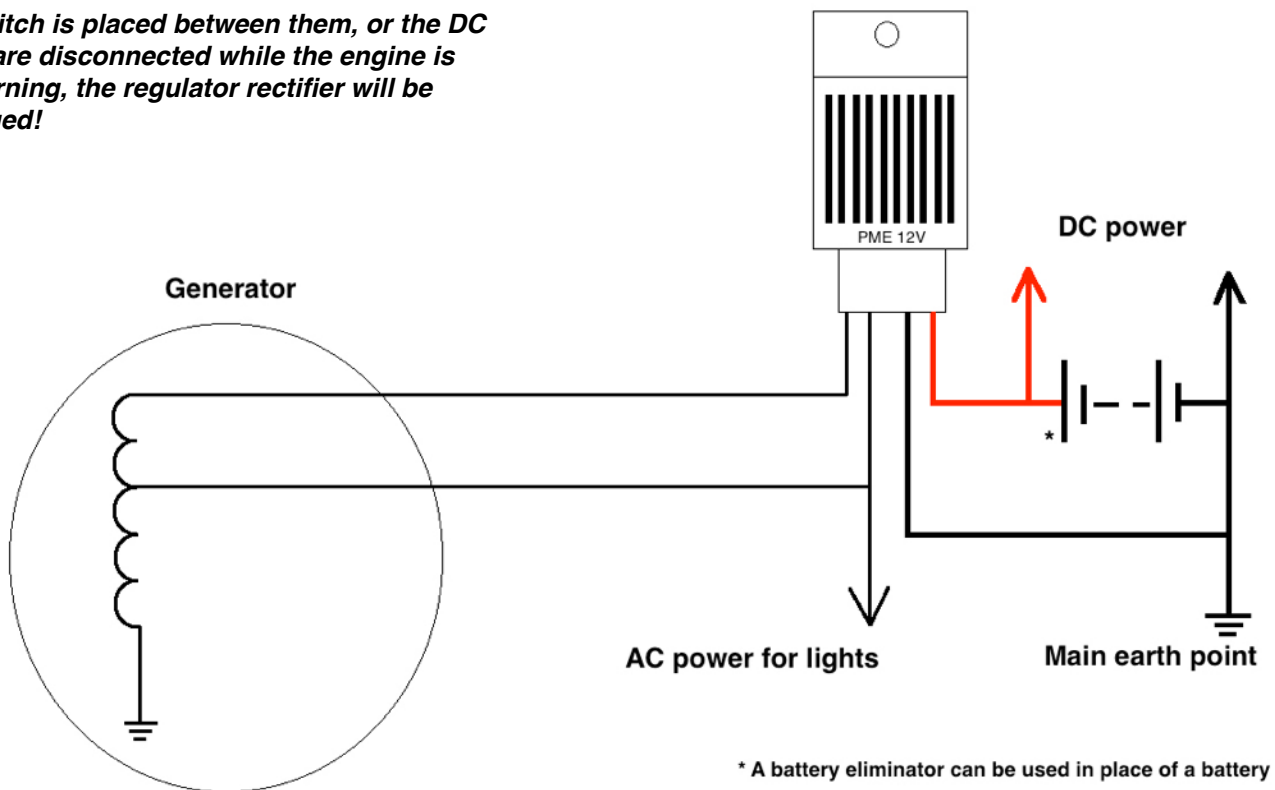 itch is placed between them, or the DC
are disconnected while the engine is
rning, the regulator rectifier will be
ed!
PME 12V
DC power
Generator
AC power for lights
Main earth point
*
* A battery eliminator can be used in place of a battery